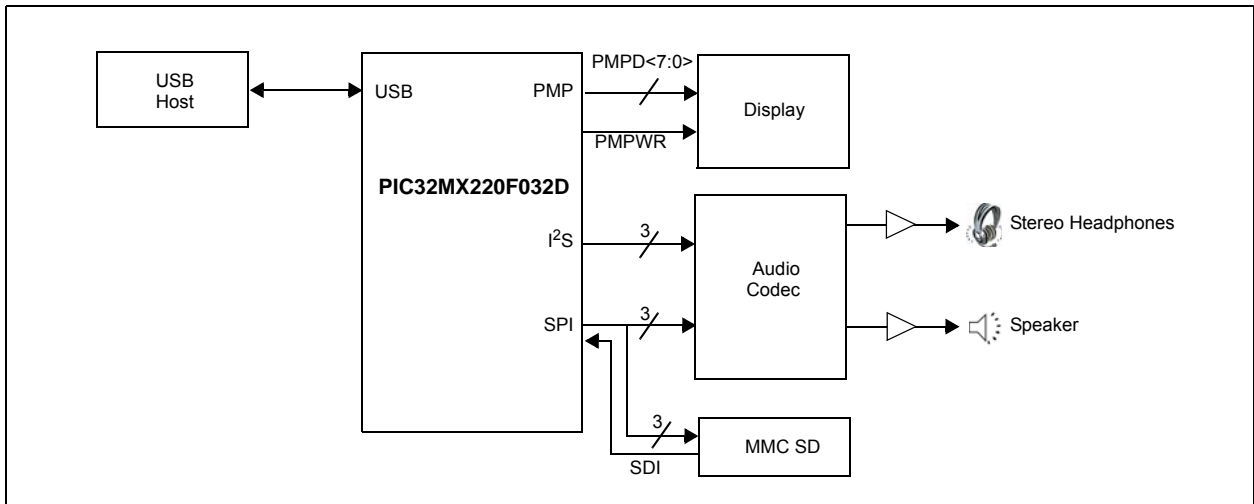 USB
Host
USB
PMP
PMPD<7:0>
PMPWR
Display
PIC32MX220F032D
I²S
3
Audio
Codec
Stereo Headphones
SPI
3
Speaker
3
SDI
MMC SD